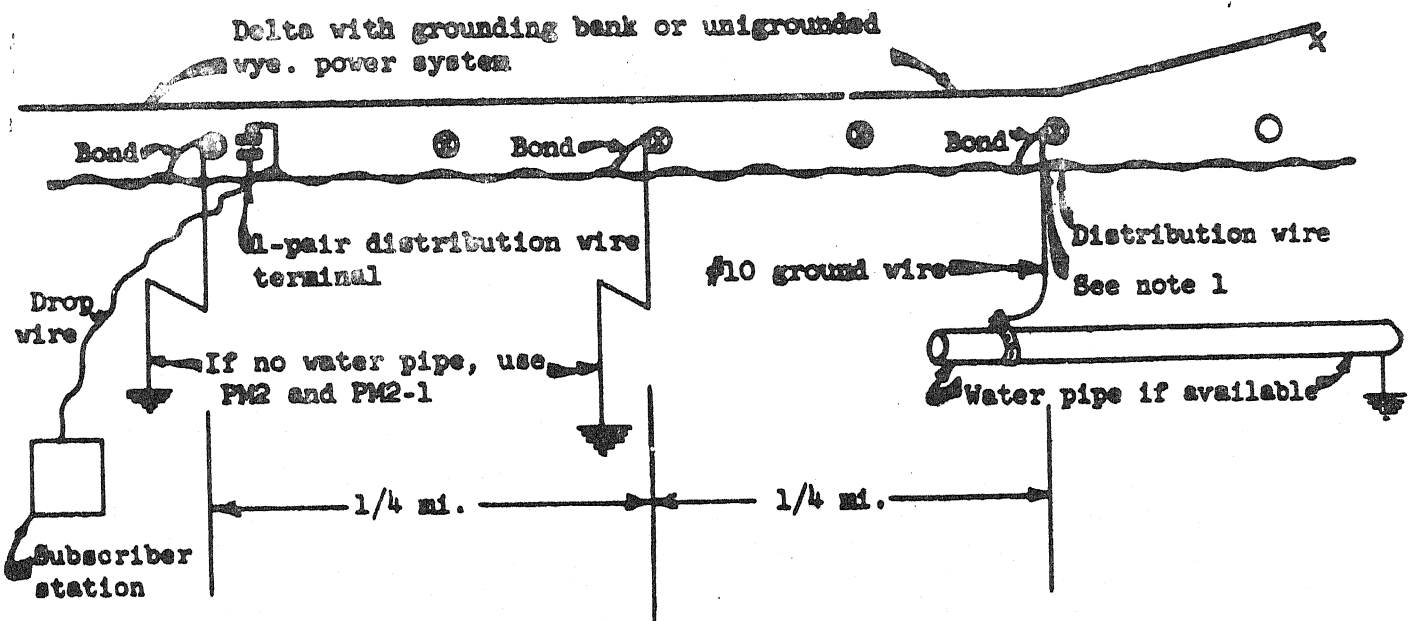 Delta with grounding bank or unigrounded
wye. power system
Bond
Bond
Bond
1-pair distribution wire
terminal
Distribution wire
#10 ground wire
See note 1
Drop
wire
If no water pipe, use
PM2 and PM2-1
Water pipe if available
1/4 mi.
1/4 mi.
Subscriber
station